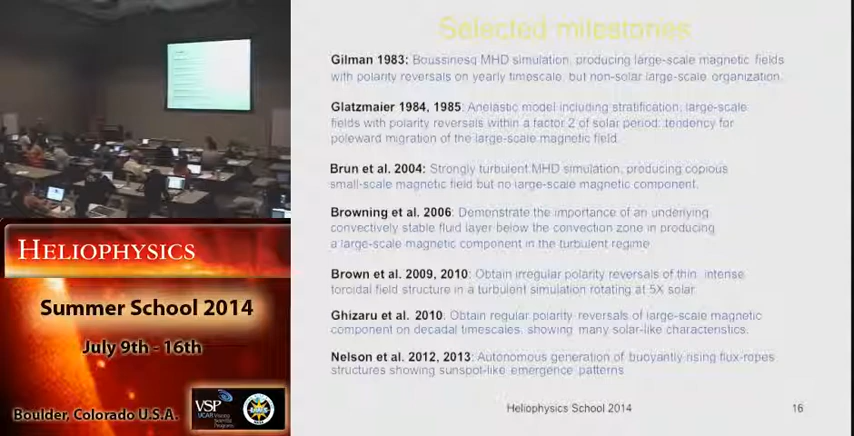 Selected milestones
Gilman 1983: Boussinesq MHD simulation, producing large-scale magnetic fields
with polarity reversals on yearly timescale, but non-solar large-scale organization.
Glatzmaier 1984, 1985: Anelastic model including stratification, large-scale
fields with polarity reversals within a factor 2 of solar period; tendency for
poleward migration of the large-scale magnetic field.
Brun et al. 2004: Strongly turbulent MHD simulation, producing copious
small-scale magnetic field but no large-scale magnetic component.
Browning et al. 2006: Demonstrate the importance of an underlying
convectively stable fluid layer below the convection zone in producing
a large-scale magnetic component in the turbulent regime
Brown et al. 2009, 2010: Obtain irregular polarity reversals of thin, intense
toroidal field structure in a turbulent simulation rotating at 5X solar
Ghizaru et al. 2010: Obtain regular polarity reversals of large-scale magnetic
component on decadal timescales, showing many solar-like characteristics.
Nelson et al. 2012, 2013: Autonomous generation of buoyantly rising flux-ropes
structures showing sunspot-like emergence patterns
Heliophysics School 2014
16
HELIOPHYSICS
Summer School 2014
July 9th - 16th
Boulder, Colorado U.S.A.
VSP
UCAR Visiting
Scientist
Programs